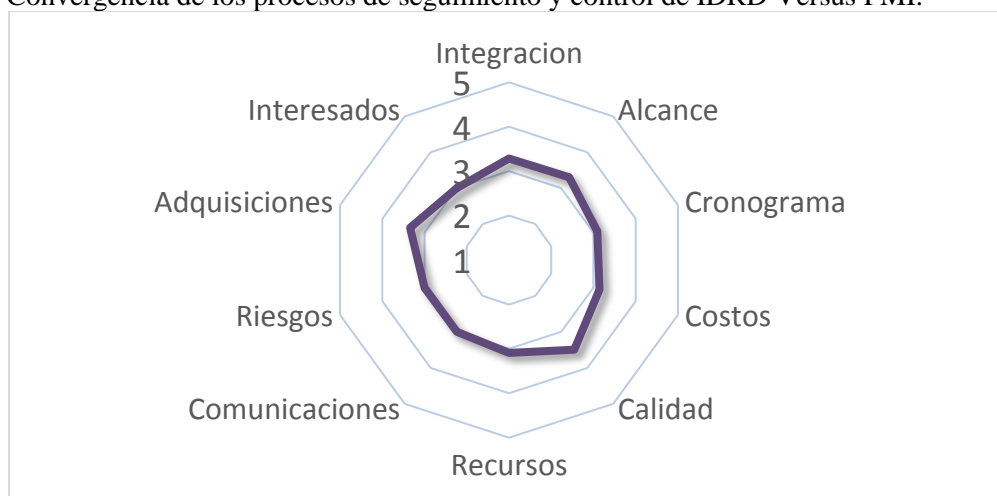 Convergencia de los procesos de seguimiento y control de IDRD Versus PMI.
Integracion
5
Interesados
Alcance
4
3
Adquisiciones
Cronograma
2
1
Riesgos
Costos
Comunicaciones
Calidad
Recursos